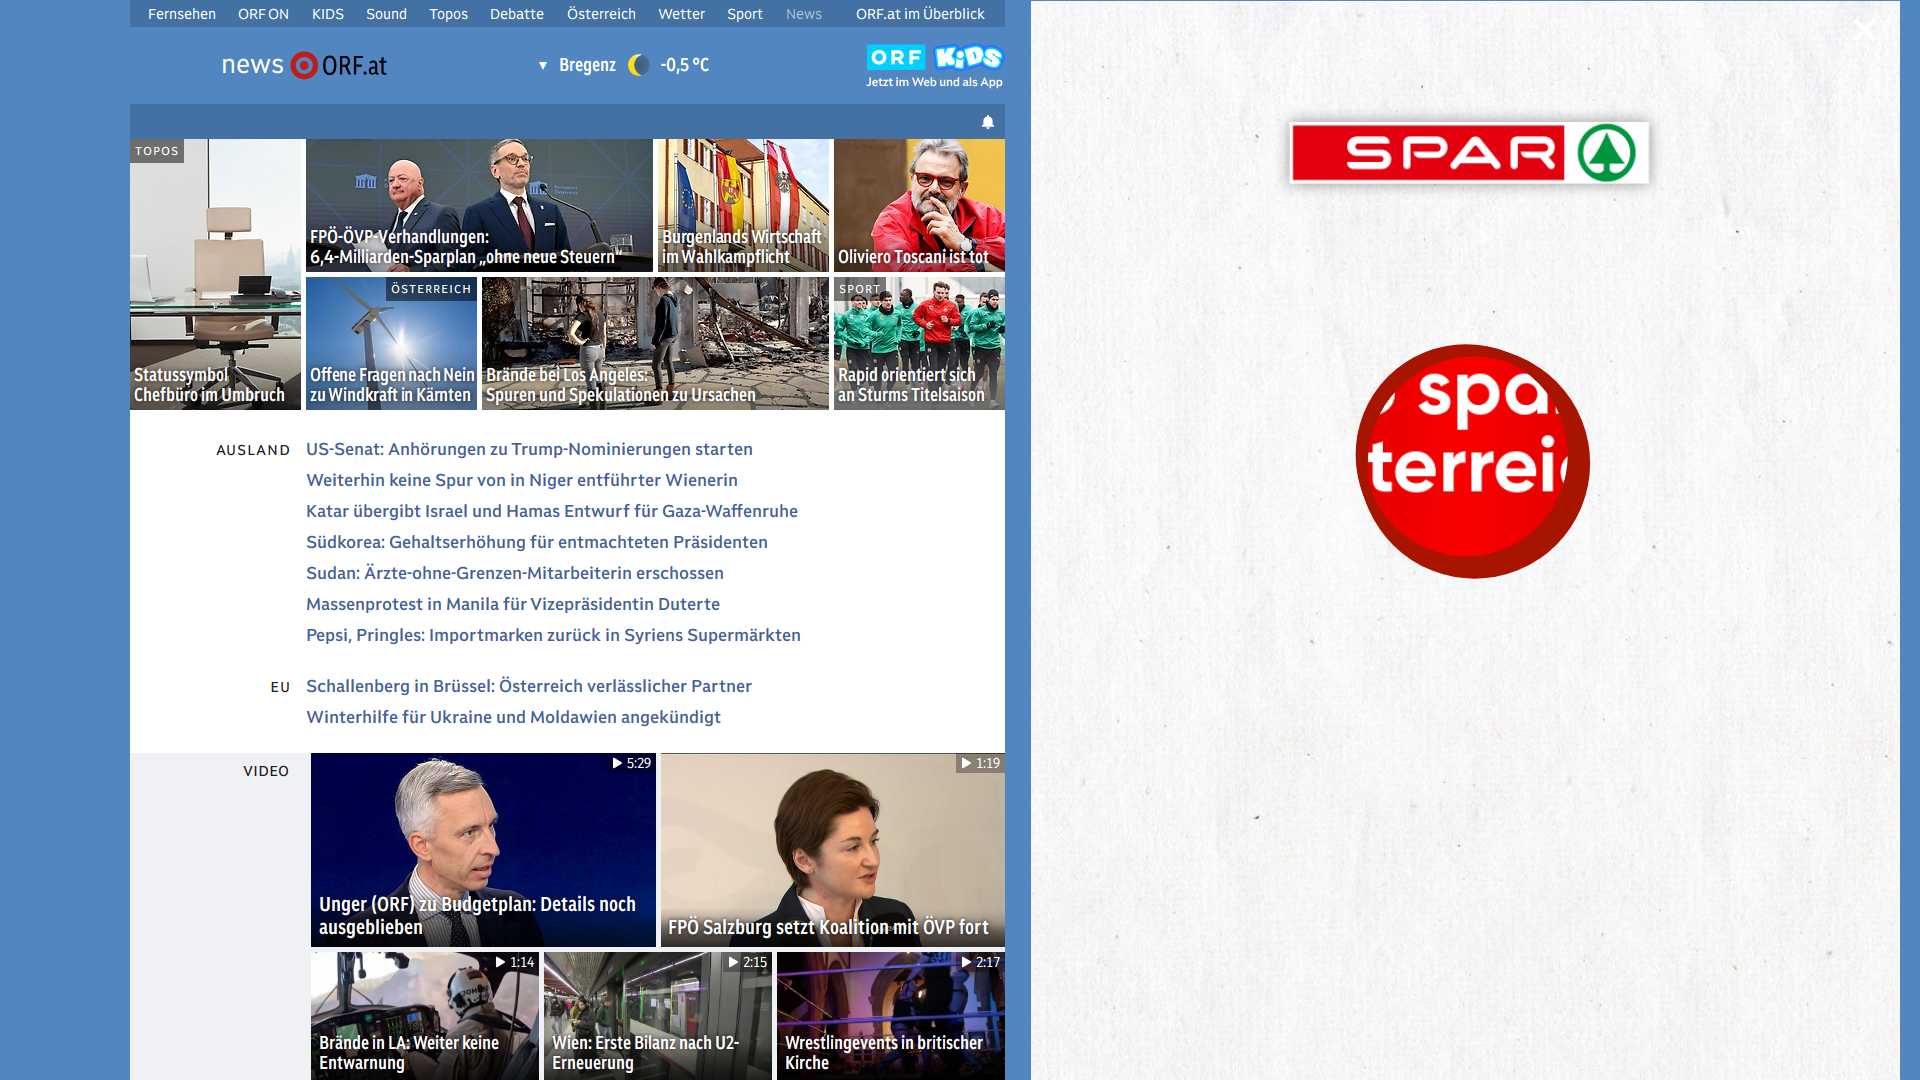 Fernsehen ORF ON KIDS Sound Topos Debatte Österreich Wetter Sport News ORF.at im Überblick
news ORF.at
▼ Bregenz -0,5 °C
ORF KiDS
Jetzt im Web und als App
TOPOS
Statussymbol
Chefbüro im Umbruch
FPÖ-ÖVP-Verhandlungen:
6,4-Milliarden-Sparplan „ohne neue Steuern“
Burgenlands Wirtschaft
im Wahlkampflicht
Oliviero Toscani ist tot
ÖSTERREICH
Offene Fragen nach Nein
zu Windkraft in Kärnten
Brände bei Los Angeles:
Spuren und Spekulationen zu Ursachen
SPORT
Rapid orientiert sich
an Sturms Titelsaison
AUSLAND
US-Senat: Anhörungen zu Trump-Nominierungen starten
Weiterhin keine Spur von in Niger entführter Wienerin
Katar übergibt Israel und Hamas Entwurf für Gaza-Waffenruhe
Südkorea: Gehaltserhöhung für entmachteten Präsidenten
Sudan: Ärzte-ohne-Grenzen-Mitarbeiterin erschossen
Massenprotest in Manila für Vizepräsidentin Duterte
Pepsi, Pringles: Importmarken zurück in Syriens Supermärkten
EU
Schallenberg in Brüssel: Österreich verlässlicher Partner
Winterhilfe für Ukraine und Moldawien angekündigt
VIDEO
5:29
Unger (ORF) zu Budgetplan: Details noch
ausgeblieben
1:19
FPÖ Salzburg setzt Koalition mit ÖVP fort
1:14
Brände in LA: Weiter keine
Entwarnung
2:15
Wien: Erste Bilanz nach U2-
Erneuerung
2:17
Wrestlingevents in britischer
Kirche
SPAR
spa
terrei